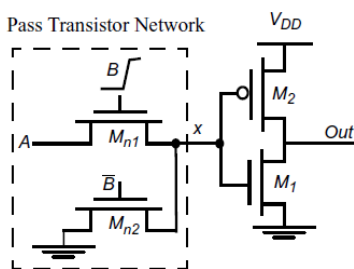 Pass Transistor Network
V_DD
B
M_2
A
M_n1
x
Out
B̅
M_1
M_n2